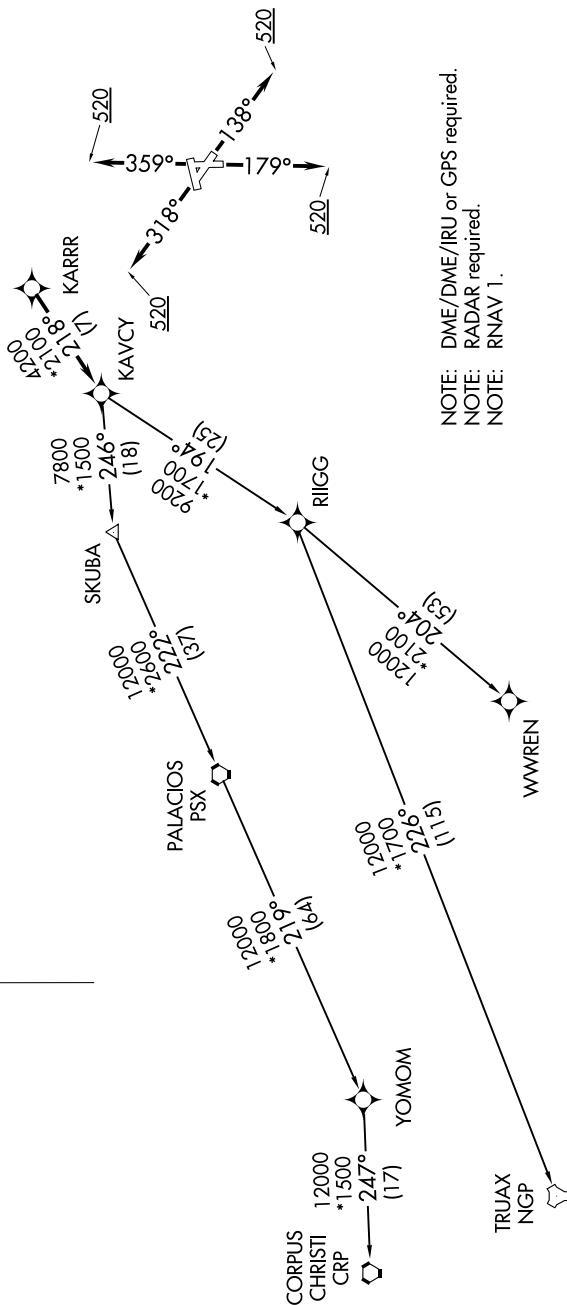 520
520
520
520
359°
138°
179°
318°
KARRR
4200
*2100
218°
(7)
KAVCY
7800
*1500
246°
(18)
SKUBA
9200
*1700
194°
(25)
RIIGG
12000
*2600
222°
(37)
PALACIOS
PSX
12000
*2100
204°
(53)
WWREN
12000
*1800
219°
(64)
YOMOM
12000
*1700
226°
(115)
TRUAX
NGP
12000
*1500
247°
(17)
CORPUS
CHRISTI
CRP
NOTE: DME/DME/IRU or GPS required.
NOTE: RADAR required.
NOTE: RNAV 1.